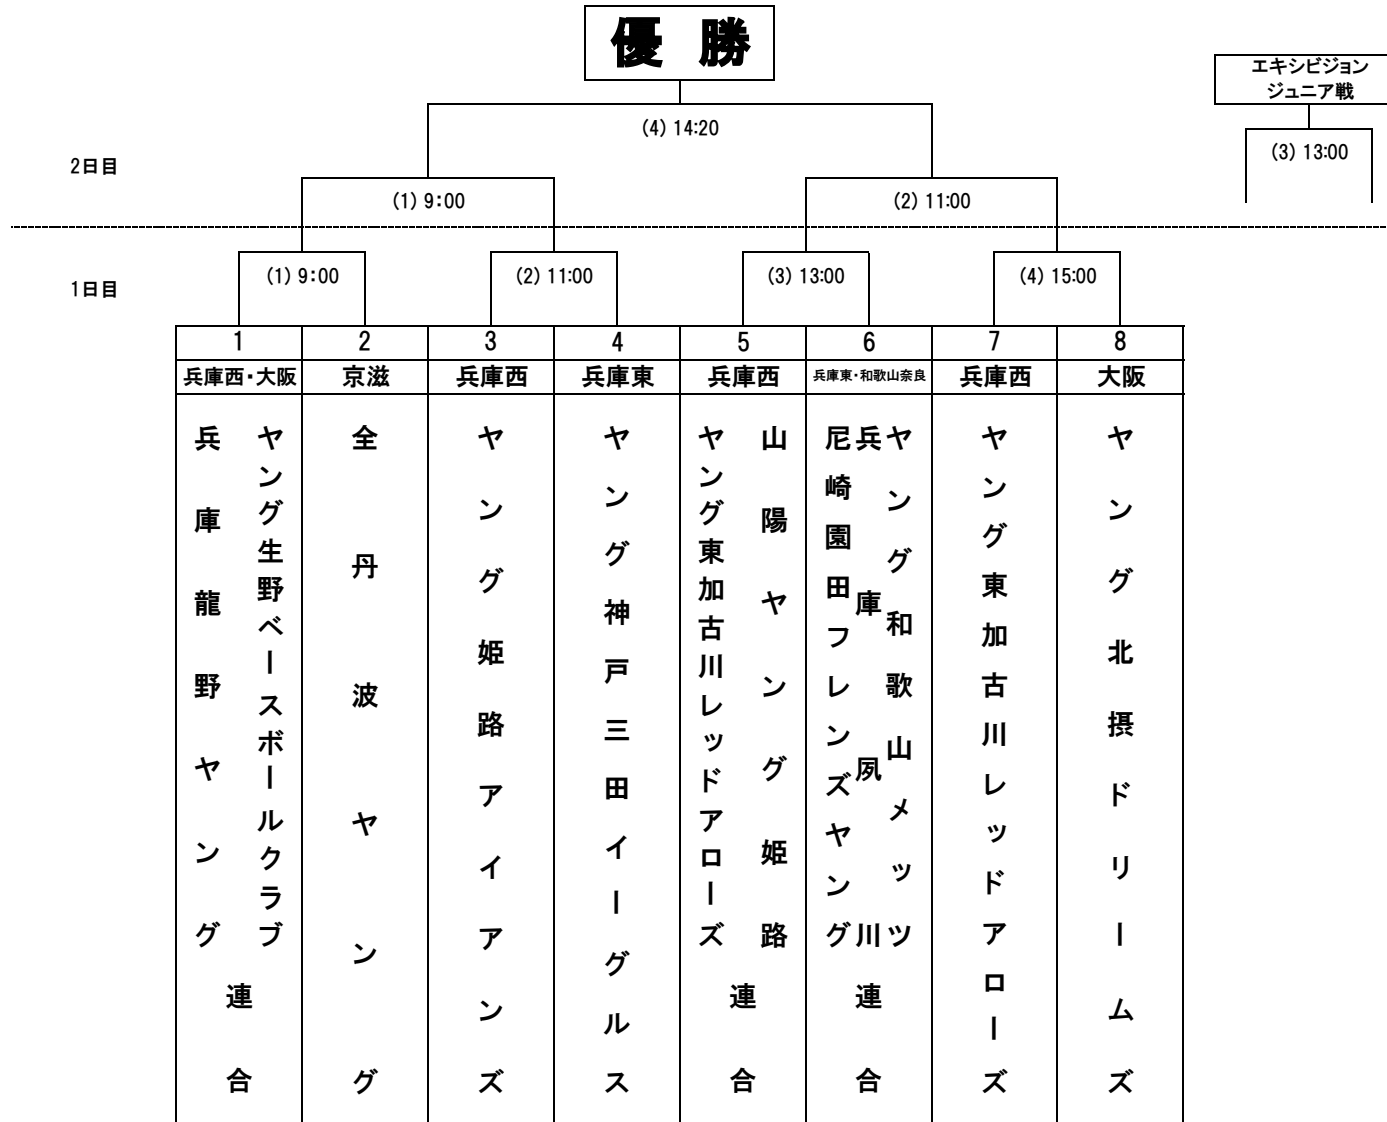 優 勝
エキシビジョン
ジュニア戦
(4) 14:20
(3) 13:00
2日目
(1) 9:00
(2) 11:00
1日目
(1) 9:00
(2) 11:00
(3) 13:00
(4) 15:00
1
2
3
4
5
6
7
8
兵庫西・大阪
京滋
兵庫西
兵庫東
兵庫西
兵庫東・和歌山奈良
兵庫西
大阪
ヤング生野ベースボールクラブ
兵庫龍野ヤング
連合
全丹波ヤング
ヤング姫路アイアンズ
ヤング神戸三田イーグルス
山陽ヤング姫路
ヤング東加古川レッドアローズ
連合
ヤング和歌山メッツ
兵庫夙川
尼崎園田フレンズヤング
連合
ヤング東加古川レッドアローズ
ヤング北摂ドリームズ